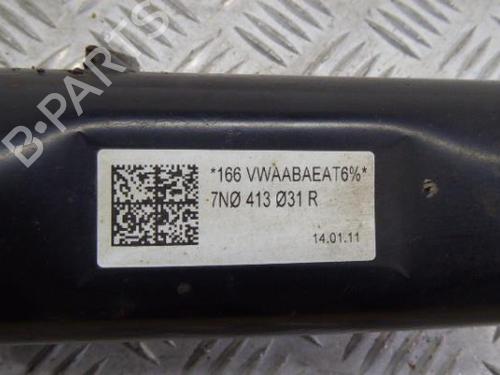 B-PARTS
*166 VWAABAEAT6%*
7NØ 413 Ø31 R
14.01.11